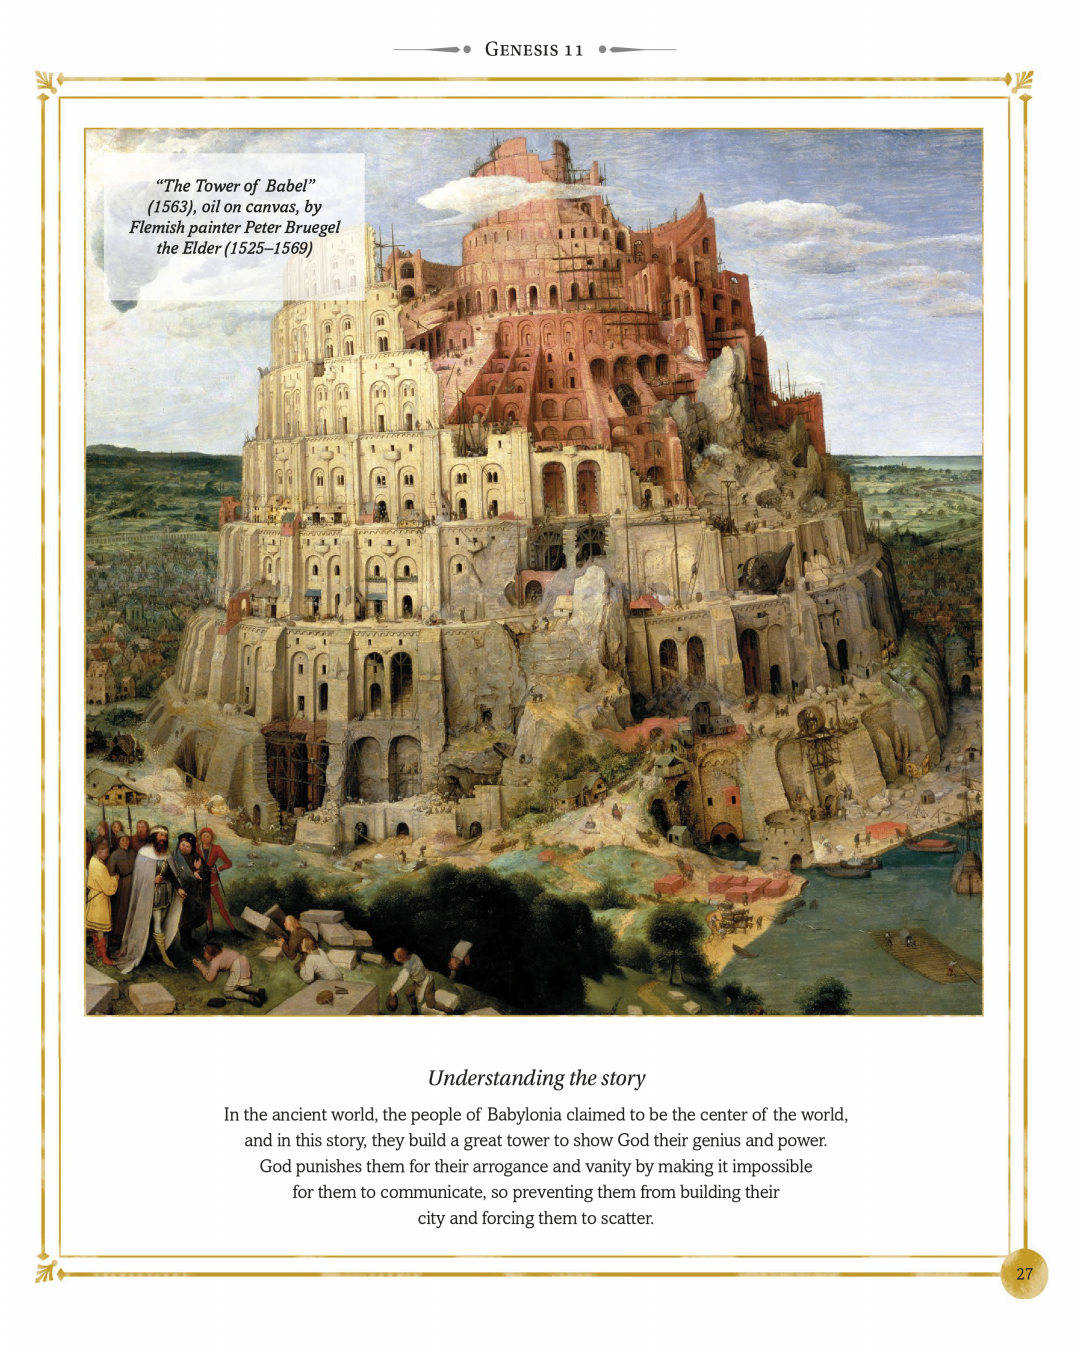 Genesis 11
“The Tower of Babel”
(1563), oil on canvas, by
Flemish painter Peter Bruegel
the Elder (1525–1569)
Understanding the story
In the ancient world, the people of Babylonia claimed to be the center of the world,
and in this story, they build a great tower to show God their genius and power.
God punishes them for their arrogance and vanity by making it impossible
for them to communicate, so preventing them from building their
city and forcing them to scatter.
27